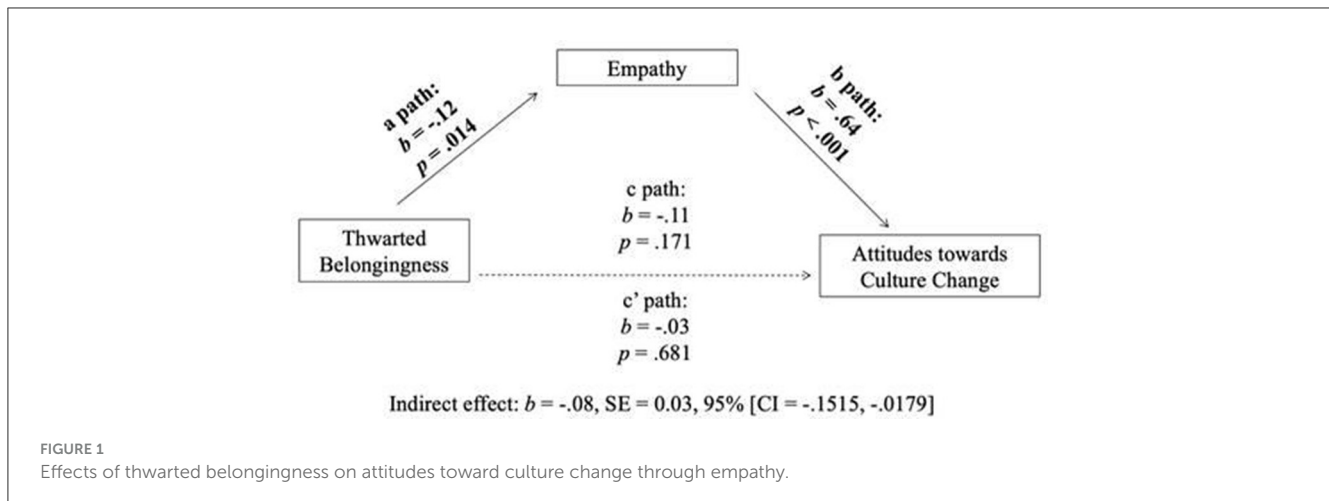 Empathy
a path:
b = -.12
p = .014
b path:
b = .64
p < .001
c path:
b = -.11
p = .171
Thwarted
Belongingness
Attitudes towards
Culture Change
c' path:
b = -.03
p = .681
Indirect effect: b = -.08, SE = 0.03, 95% [CI = -.1515, -.0179]
FIGURE 1
Effects of thwarted belongingness on attitudes toward culture change through empathy.